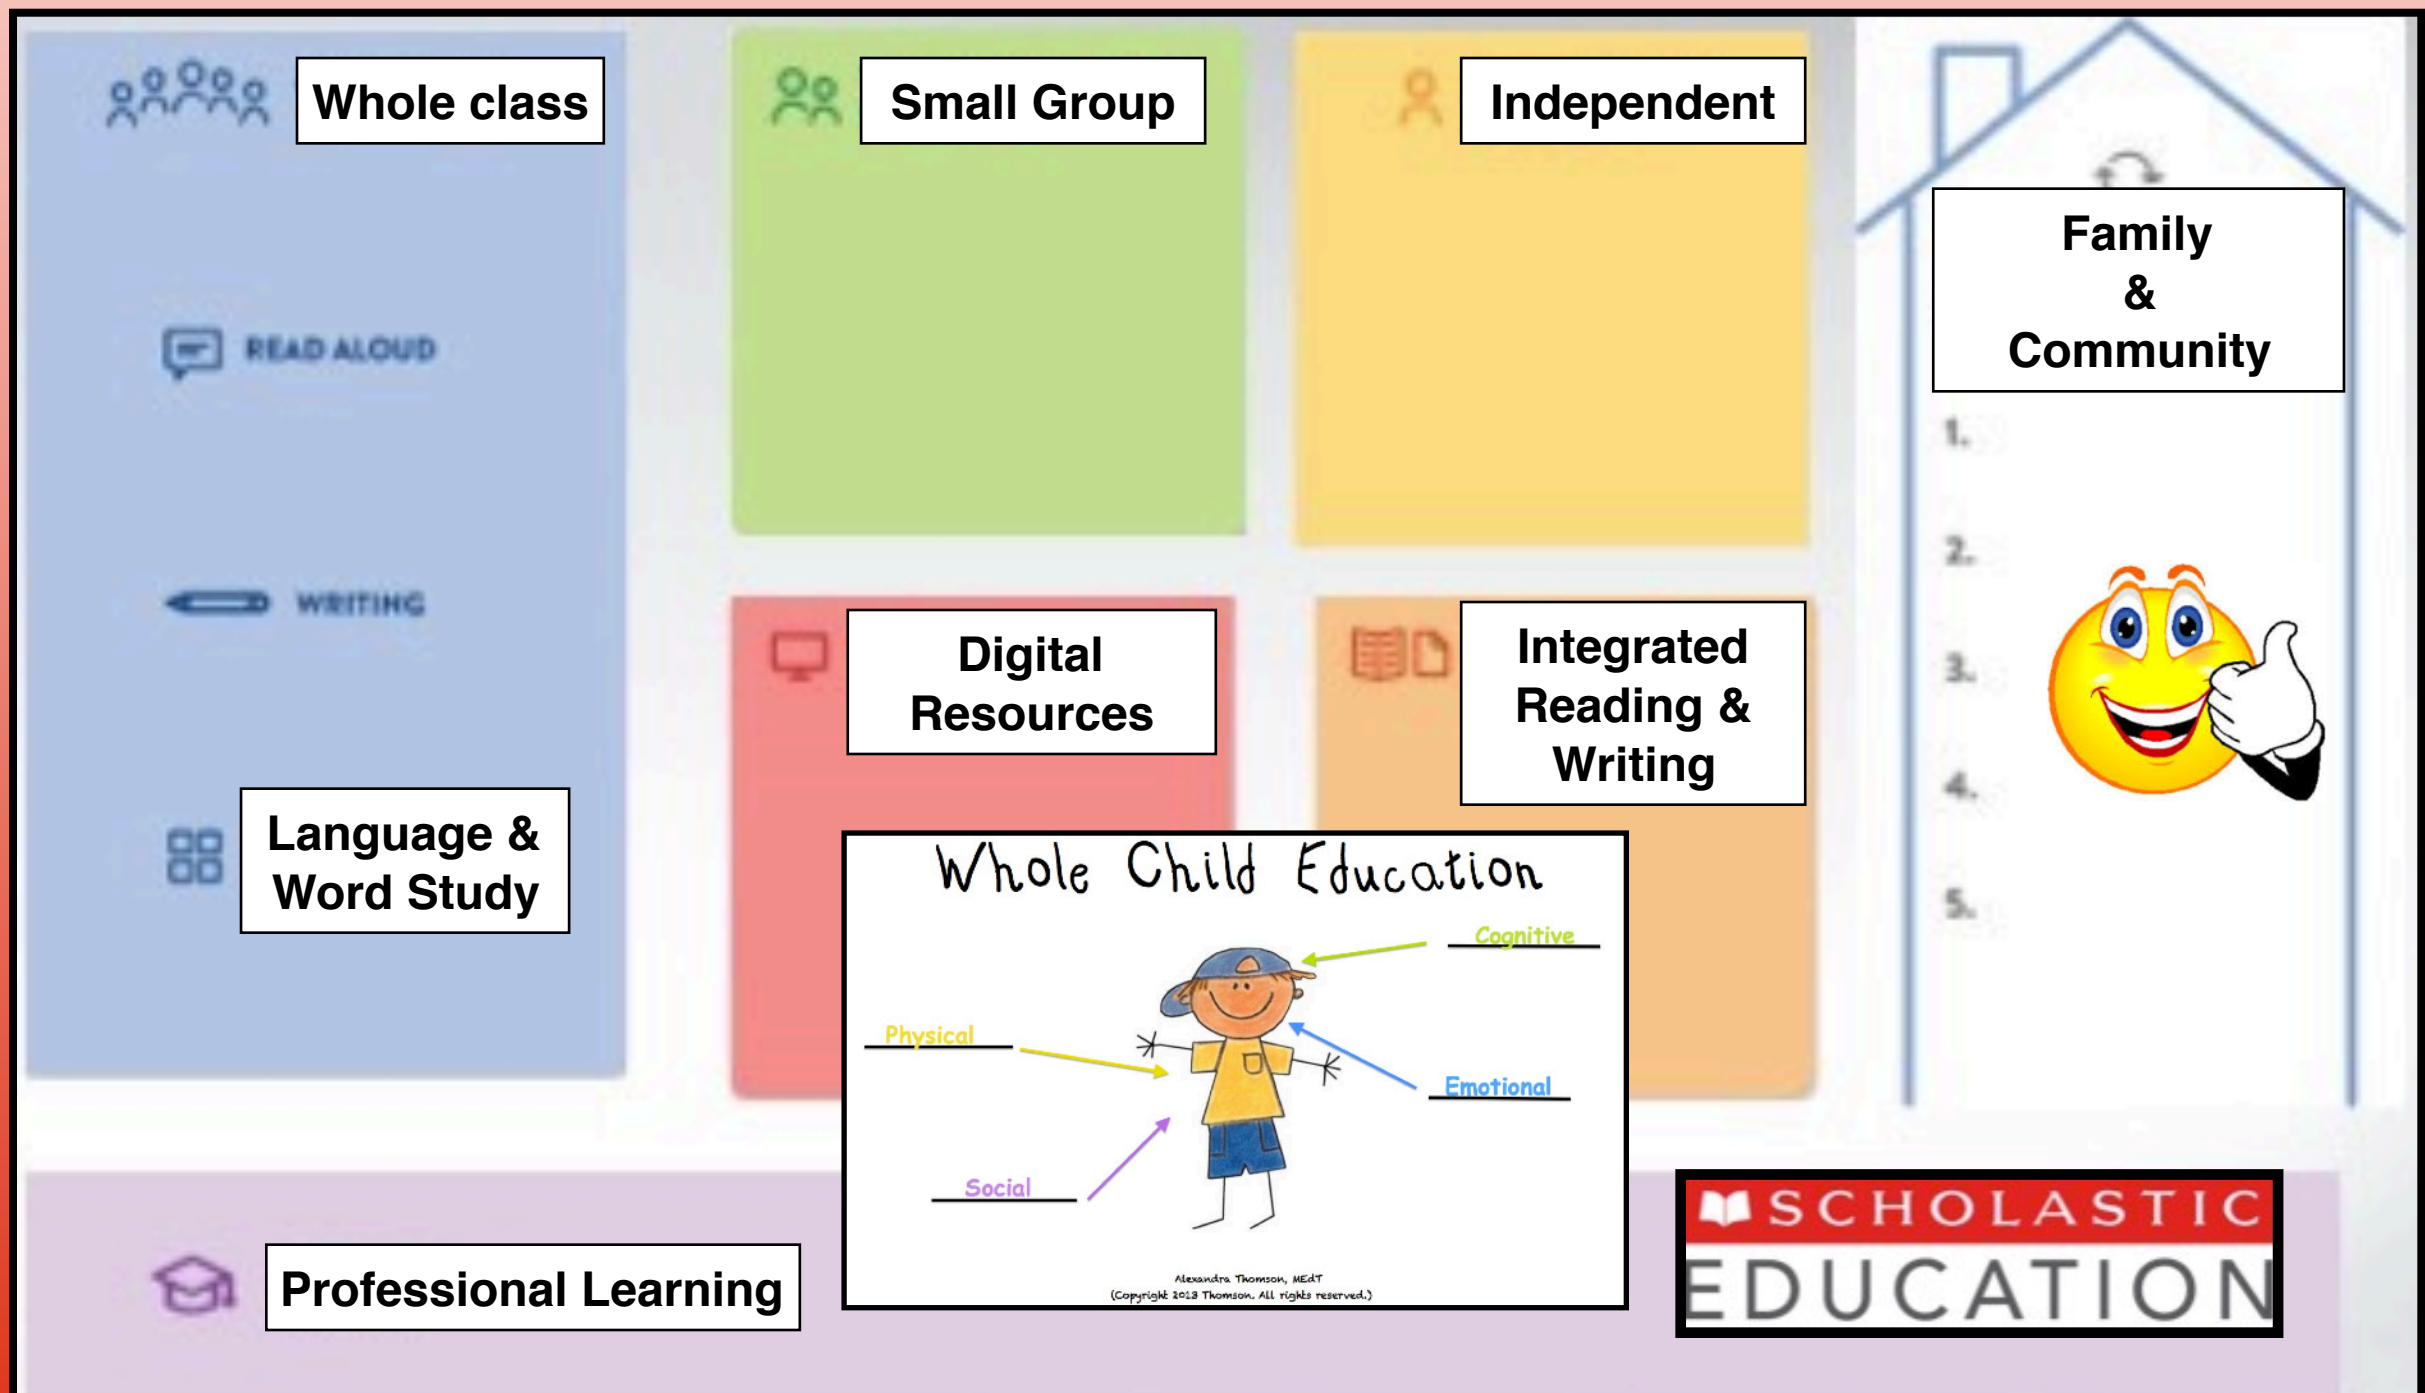 Whole class
READ ALOUD
WRITING
Language &
Word Study
Small Group
Independent
Digital
Resources
Integrated
Reading &
Writing
Family
&
Community
1.
2.
3.
4.
5.
Whole Child Education
Cognitive
Physical
Emotional
Social
Alexandra Thomson, MEdT
(Copyright 2013 Thomson. All rights reserved.)
Professional Learning
SCHOLASTIC
EDUCATION